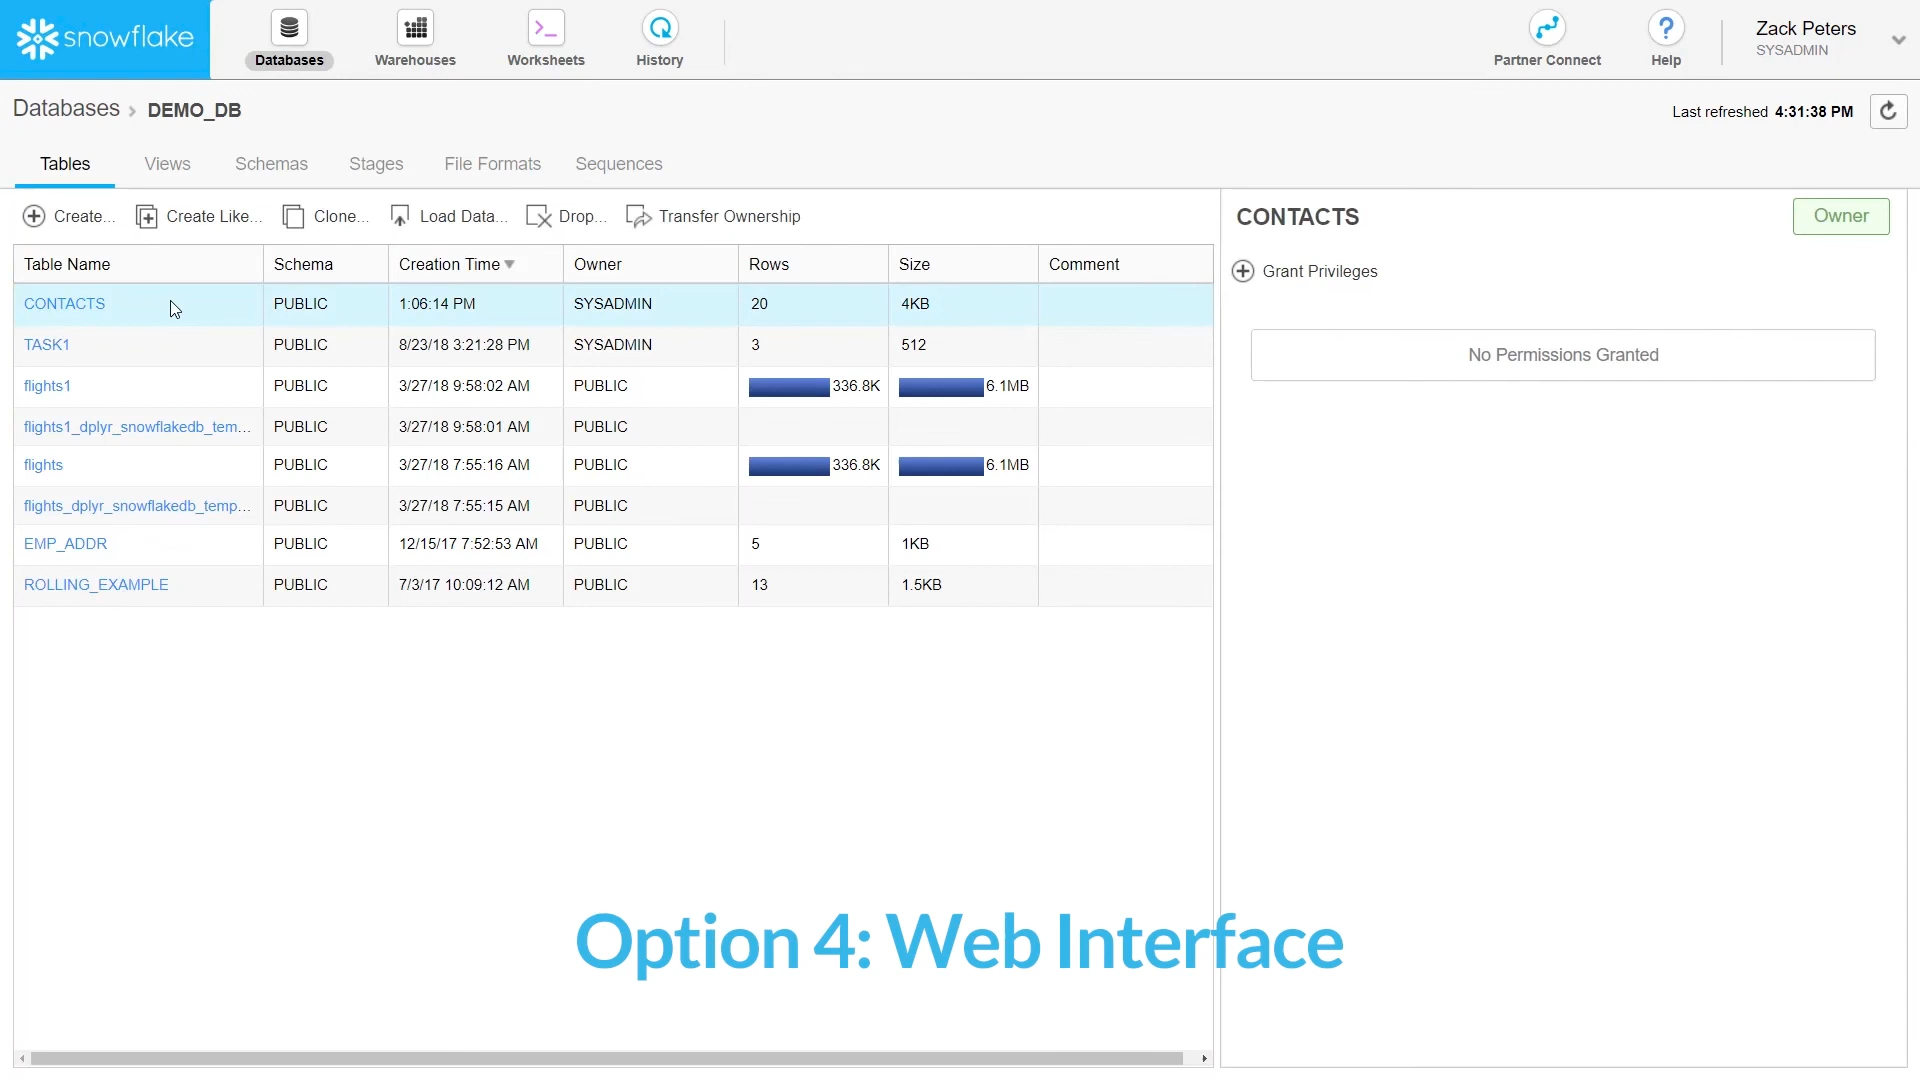 snowflake
Databases
Warehouses
Worksheets
History
Partner Connect
Help
Zack Peters
SYSADMIN
Databases › DEMO_DB
Last refreshed 4:31:38 PM
Tables Views Schemas Stages File Formats Sequences
Create... Create Like... Clone... Load Data... Drop... Transfer Ownership
Table Name Schema Creation Time Owner Rows Size Comment
CONTACTS PUBLIC 1:06:14 PM SYSADMIN 20 4KB
TASK1 PUBLIC 8/23/18 3:21:28 PM SYSADMIN 3 512
flights1 PUBLIC 3/27/18 9:58:02 AM PUBLIC 336.8K 6.1MB
flights1_dplyr_snowflakedb_tem... PUBLIC 3/27/18 9:58:01 AM PUBLIC
flights PUBLIC 3/27/18 7:55:16 AM PUBLIC 336.8K 6.1MB
flights_dplyr_snowflakedb_temp... PUBLIC 3/27/18 7:55:15 AM PUBLIC
EMP_ADDR PUBLIC 12/15/17 7:52:53 AM PUBLIC 5 1KB
ROLLING_EXAMPLE PUBLIC 7/3/17 10:09:12 AM PUBLIC 13 1.5KB
CONTACTS
Owner
Grant Privileges
No Permissions Granted
Option 4: Web Interface